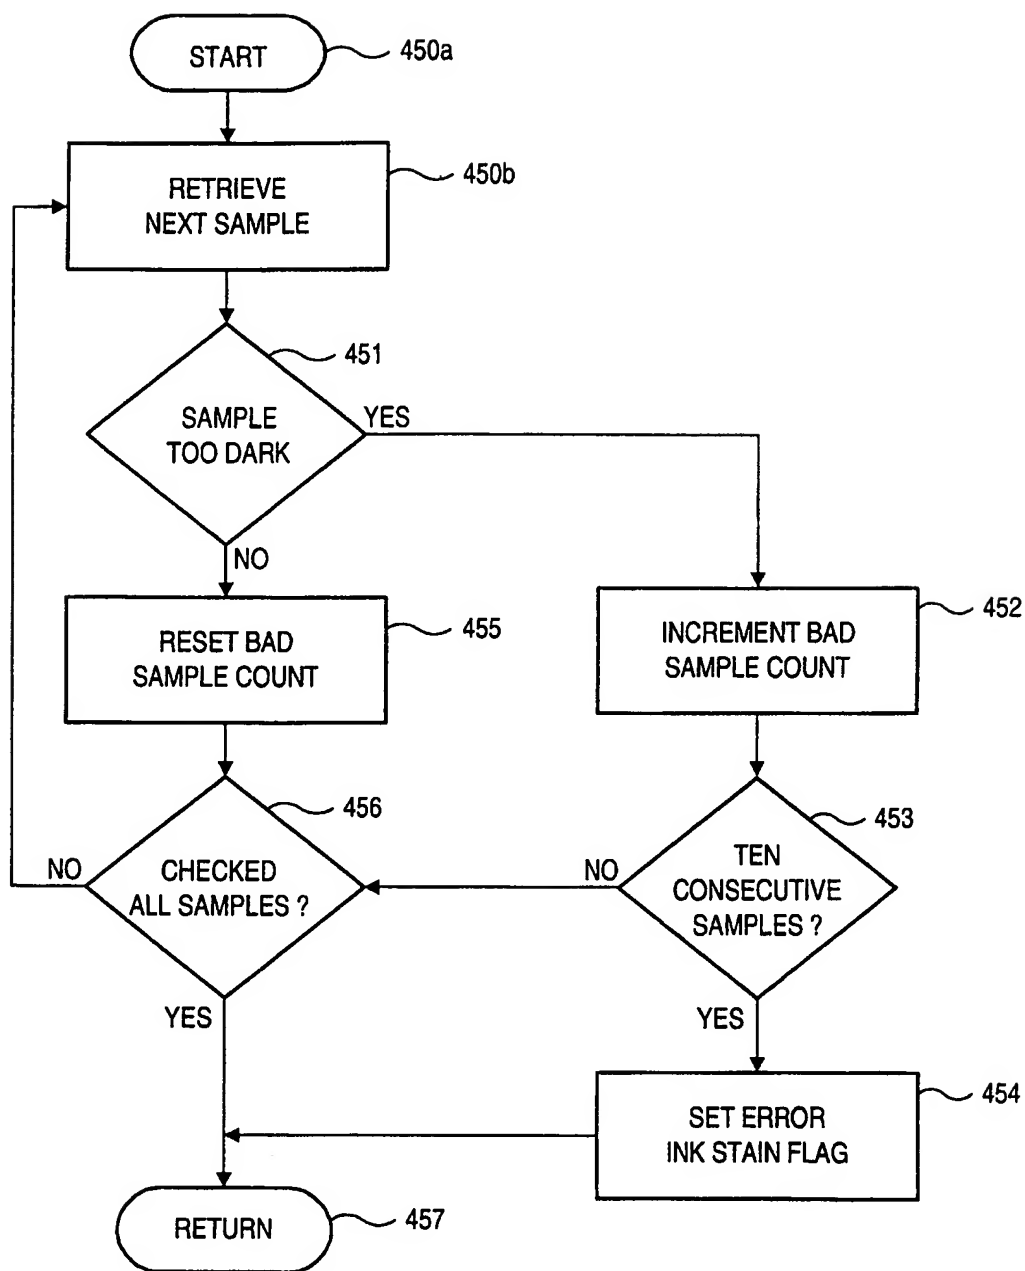 START
450a
RETRIEVE
NEXT SAMPLE
450b
451
SAMPLE
TOO DARK
YES
NO
RESET BAD
SAMPLE COUNT
455
INCREMENT BAD
SAMPLE COUNT
452
456
CHECKED
ALL SAMPLES ?
NO
YES
453
TEN
CONSECUTIVE
SAMPLES ?
NO
YES
SET ERROR
INK STAIN FLAG
454
RETURN
457